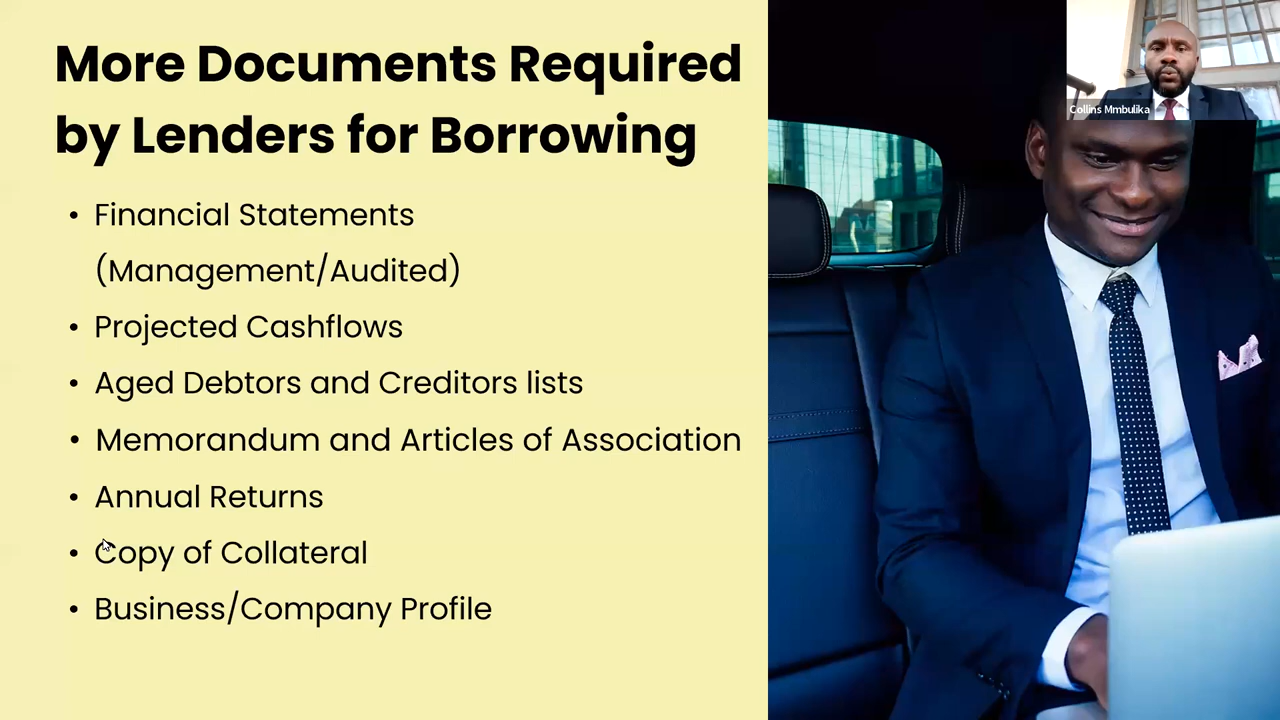 More Documents Required
by Lenders for Borrowing
• Financial Statements
(Management/Audited)
• Projected Cashflows
• Aged Debtors and Creditors lists
• Memorandum and Articles of Association
• Annual Returns
• Copy of Collateral
• Business/Company Profile
Collins Mmbulika